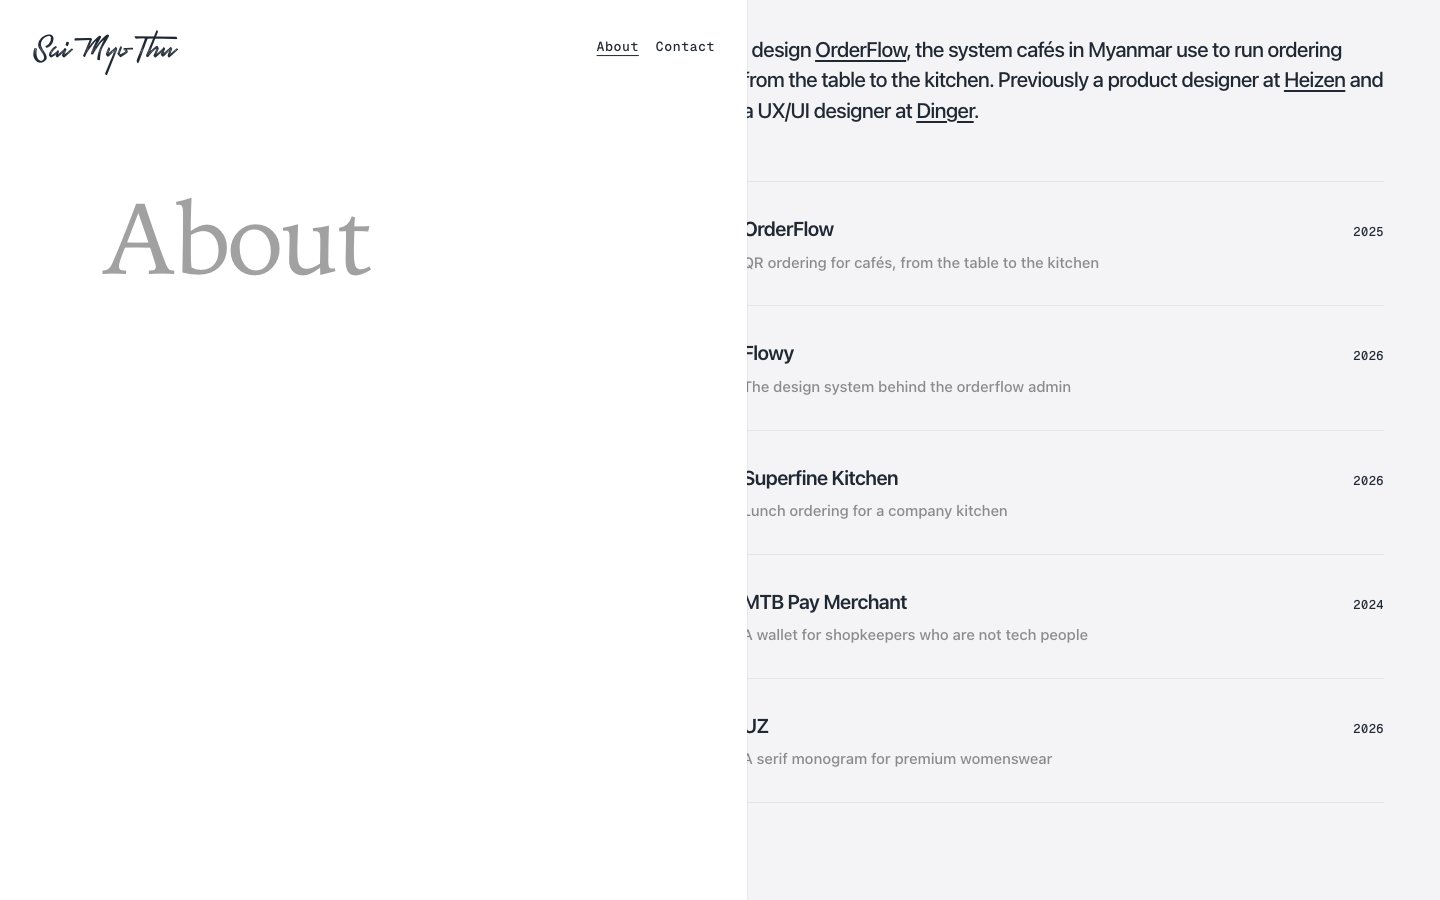 Sai Myo Thu
About Contact
About
design OrderFlow, the system cafés in Myanmar use to run ordering
from the table to the kitchen. Previously a product designer at Heizen and
a UX/UI designer at Dinger.
OrderFlow 2025
QR ordering for cafés, from the table to the kitchen
Flowy 2026
The design system behind the orderflow admin
Superfine Kitchen 2026
Lunch ordering for a company kitchen
MTB Pay Merchant 2024
A wallet for shopkeepers who are not tech people
UZ 2026
A serif monogram for premium womenswear